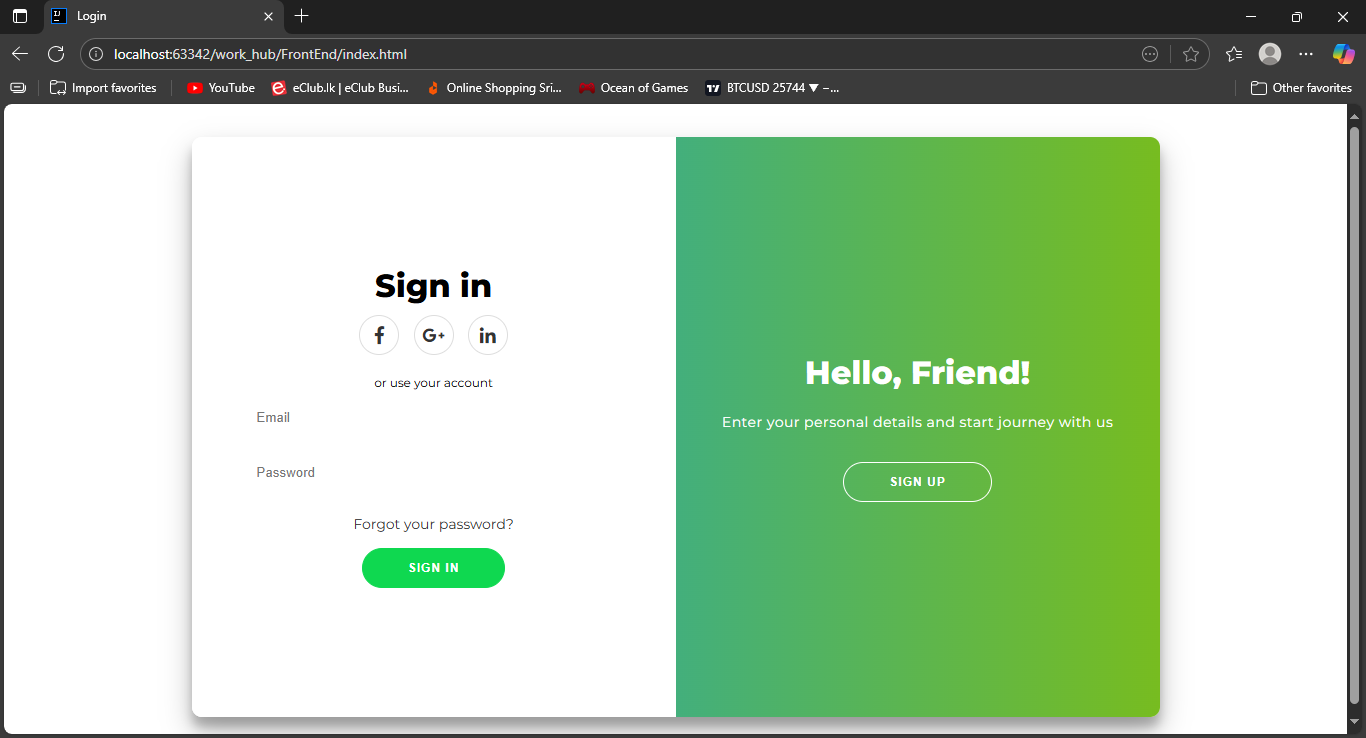 Login
localhost:63342/work_hub/FrontEnd/index.html
Import favorites
YouTube
eClub.lk | eClub Busi...
Online Shopping Sri...
Ocean of Games
BTCUSD 25744 ▼ −...
Other favorites
Sign in
f G+ in
or use your account
Email
Password
Forgot your password?
SIGN IN
Hello, Friend!
Enter your personal details and start journey with us
SIGN UP